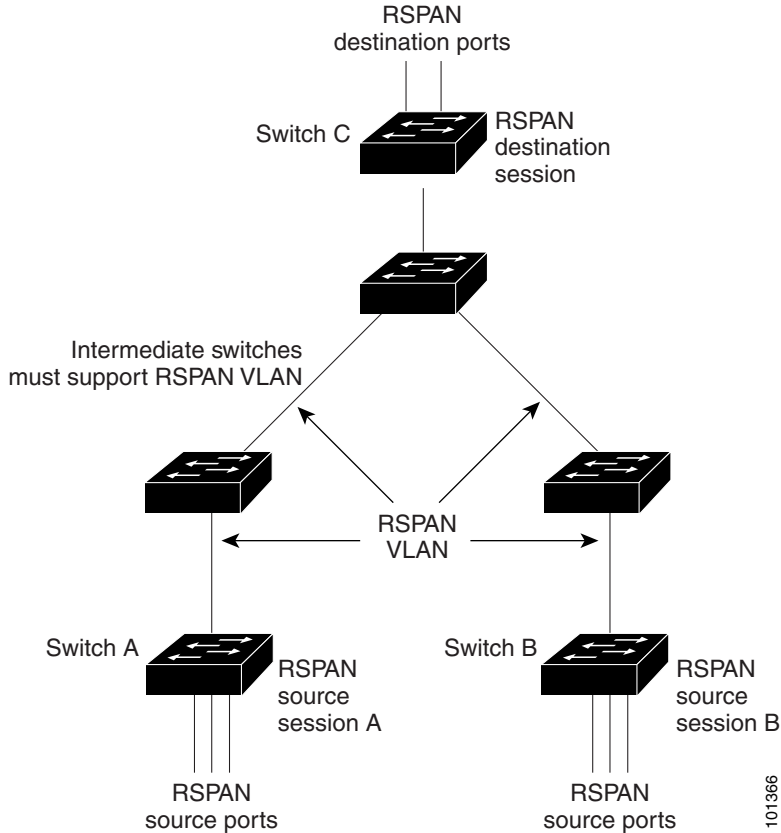 RSPAN
destination ports
Switch C
RSPAN
destination
session
Intermediate switches
must support RSPAN VLAN
RSPAN
VLAN
Switch A
RSPAN
source
session A
Switch B
RSPAN
source
session B
RSPAN
source ports
RSPAN
source ports
101366